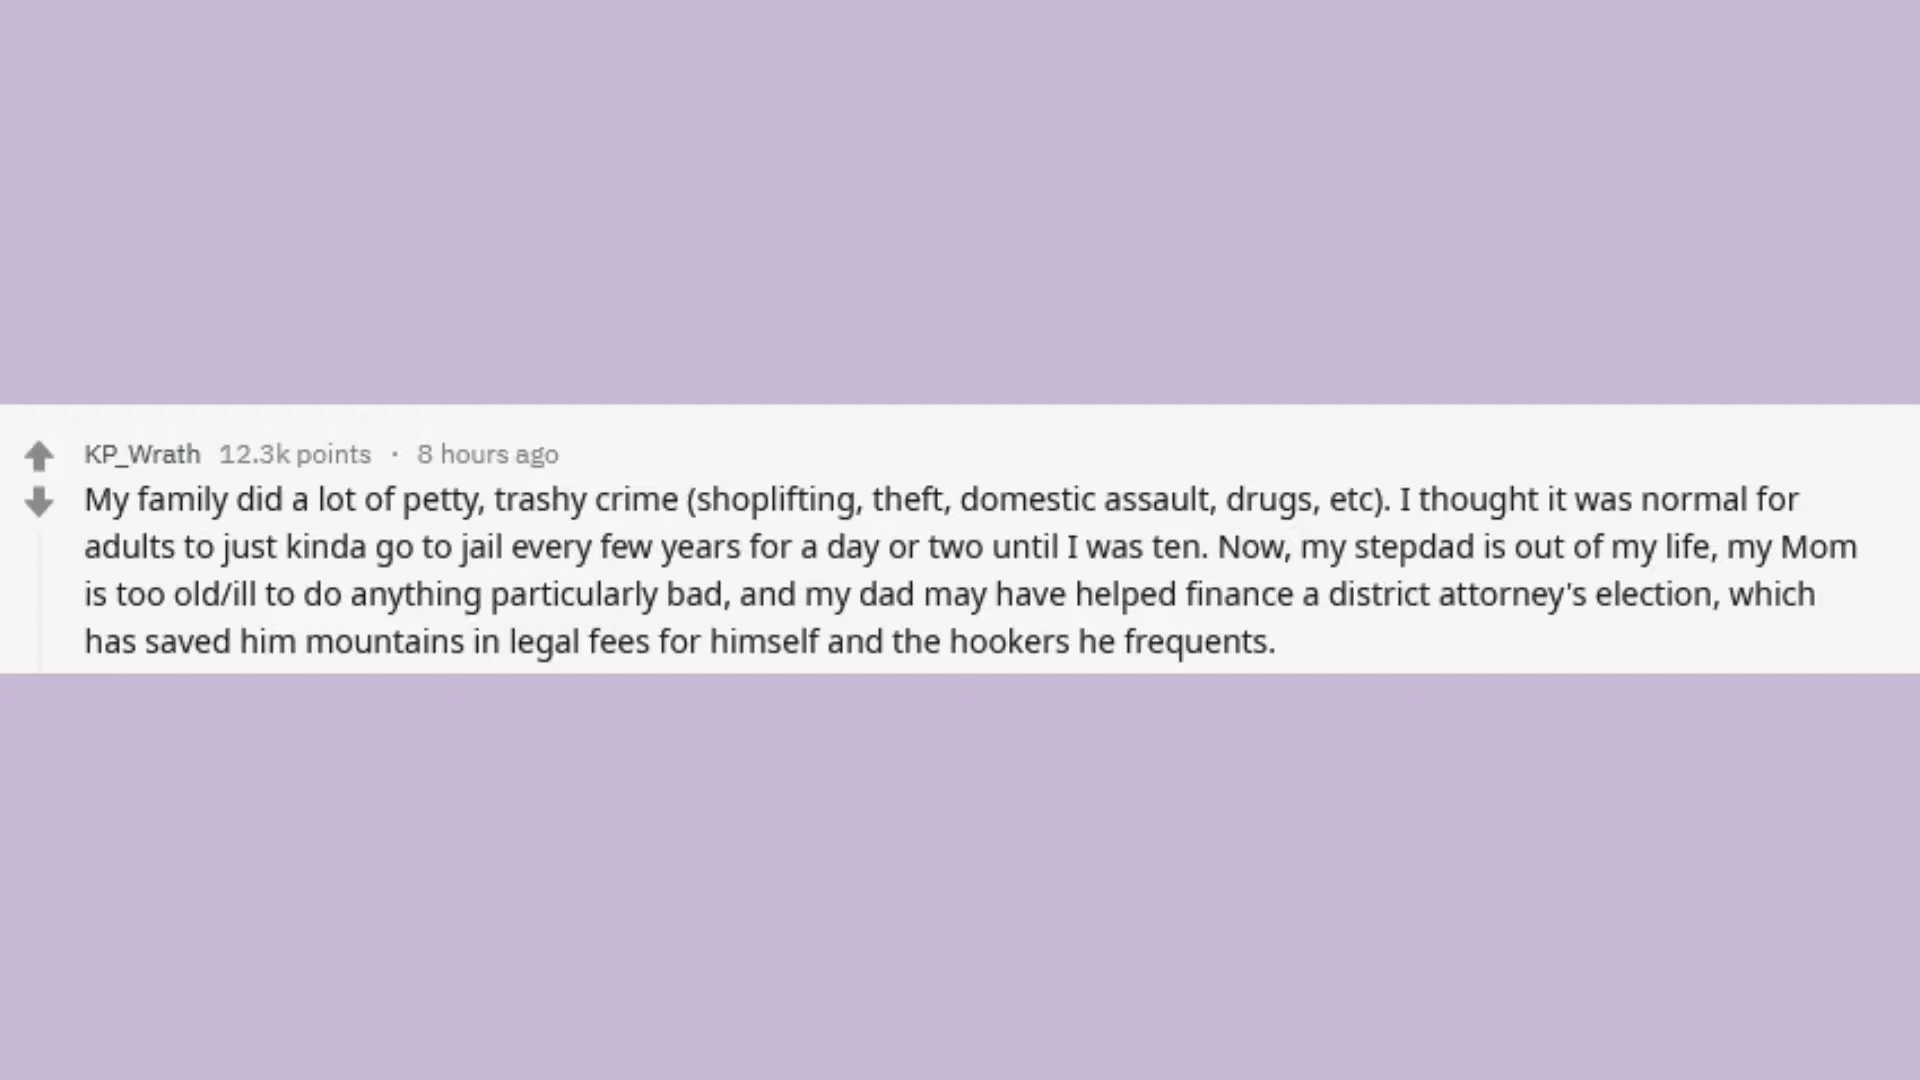 KP_Wrath 12.3k points · 8 hours ago
My family did a lot of petty, trashy crime (shoplifting, theft, domestic assault, drugs, etc). I thought it was normal for
adults to just kinda go to jail every few years for a day or two until I was ten. Now, my stepdad is out of my life, my Mom
is too old/ill to do anything particularly bad, and my dad may have helped finance a district attorney's election, which
has saved him mountains in legal fees for himself and the hookers he frequents.